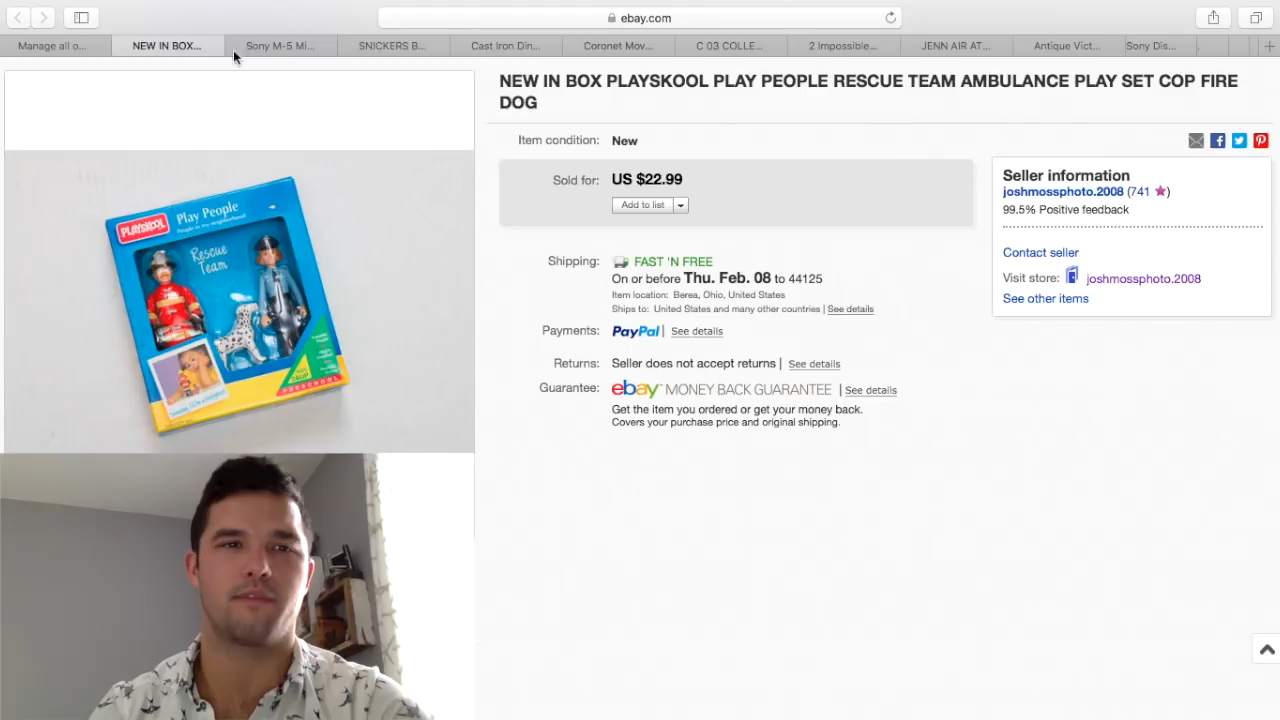 ebay.com
Manage all o...
NEW IN BOX...
Sony M-5 Mi...
SNICKERS B...
Cast Iron Din...
Coronet Mov...
C 03 COLLE...
2 Impossible...
JENN AIR AT...
Antique Vict...
Sony Dis...
NEW IN BOX PLAYSKOOL PLAY PEOPLE RESCUE TEAM AMBULANCE PLAY SET COP FIRE
DOG
Item condition: New
Sold for: US $22.99
Add to list
Shipping: FAST 'N FREE
On or before Thu. Feb. 08 to 44125
Item location: Berea, Ohio, United States
Ships to: United States and many other countries | See details
Payments: PayPal | See details
Returns: Seller does not accept returns | See details
Guarantee: ebay MONEY BACK GUARANTEE | See details
Get the item you ordered or get your money back.
Covers your purchase price and original shipping.
Seller information
joshmossphoto.2008 (741)
99.5% Positive feedback
Contact seller
Visit store: joshmossphoto.2008
See other items
PLAYSKOOL
Play People
Rescue
Team
PRESCHOOL